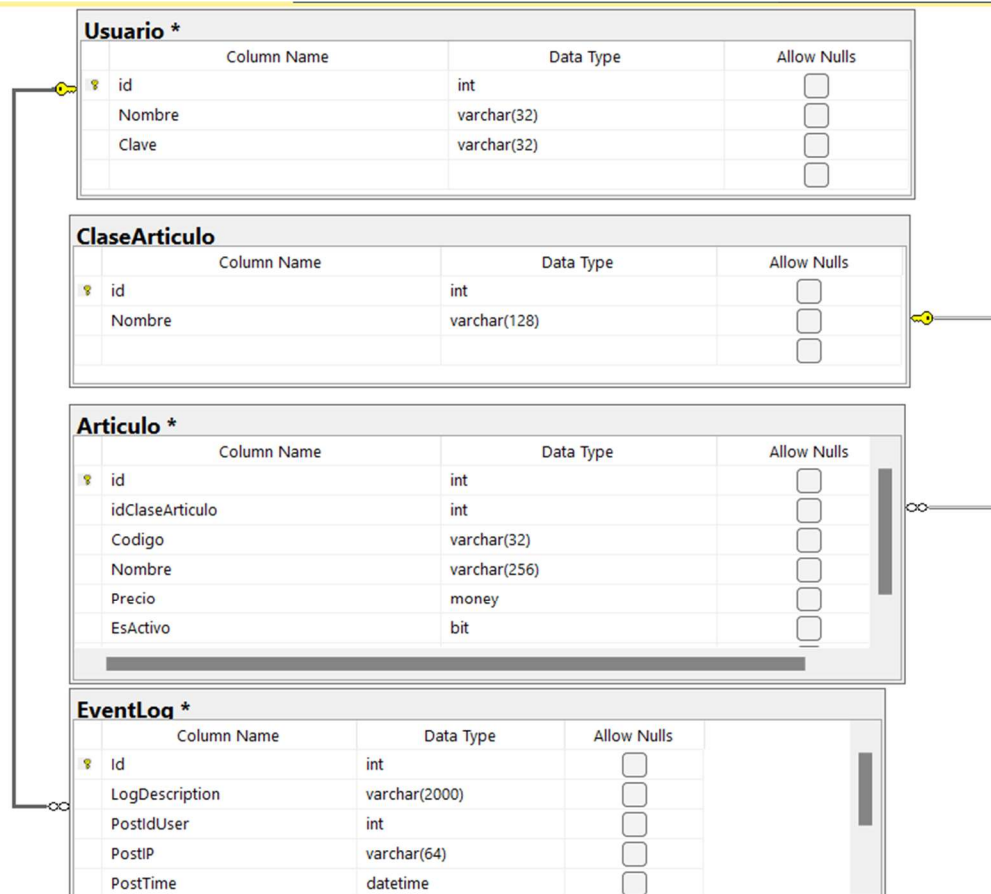 Usuario *
Column Name Data Type Allow Nulls
id int
Nombre varchar(32)
Clave varchar(32)
ClaseArticulo
Column Name Data Type Allow Nulls
id int
Nombre varchar(128)
Articulo *
Column Name Data Type Allow Nulls
id int
idClaseArticulo int
Codigo varchar(32)
Nombre varchar(256)
Precio money
EsActivo bit
EventLog *
Column Name Data Type Allow Nulls
Id int
LogDescription varchar(2000)
PostIdUser int
PostIP varchar(64)
PostTime datetime